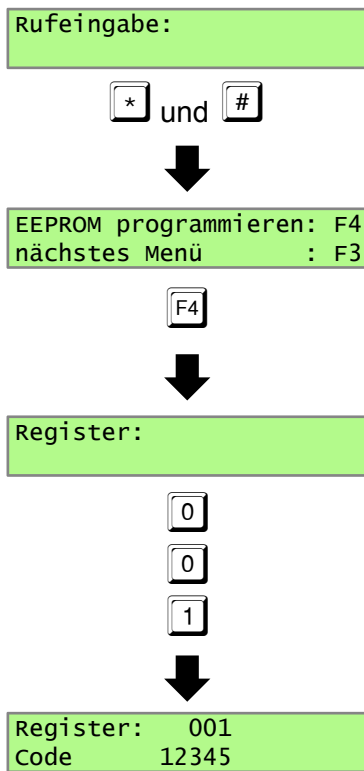 Rufeingabe:
* und #
EEPROM programmieren: F4
nächstes Menü : F3
F4
Register:
0
0
1
Register: 001
Code 12345